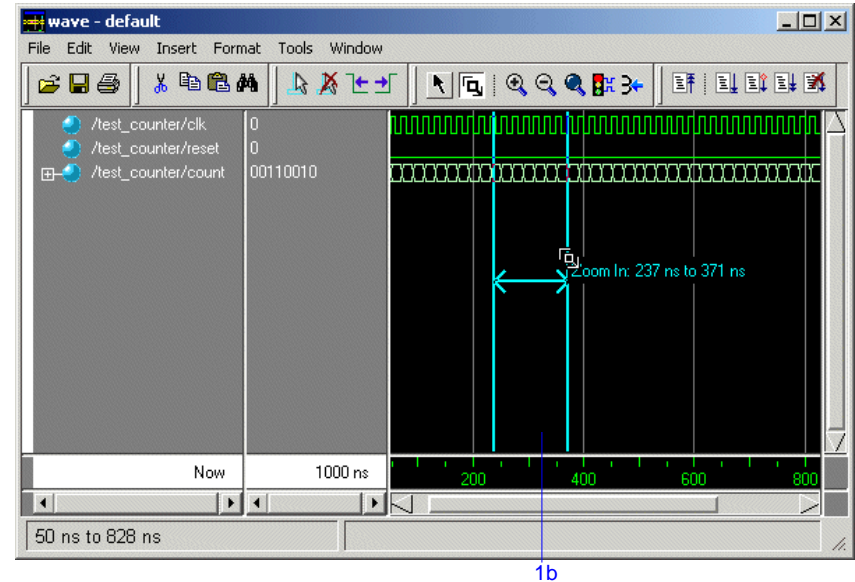 wave - default
File Edit View Insert Format Tools Window
/test_counter/clk 0
/test_counter/reset 0
/test_counter/count 00110010
Zoom In: 237 ns to 371 ns
Now 1000 ns
200 400 600 800
50 ns to 828 ns
1b